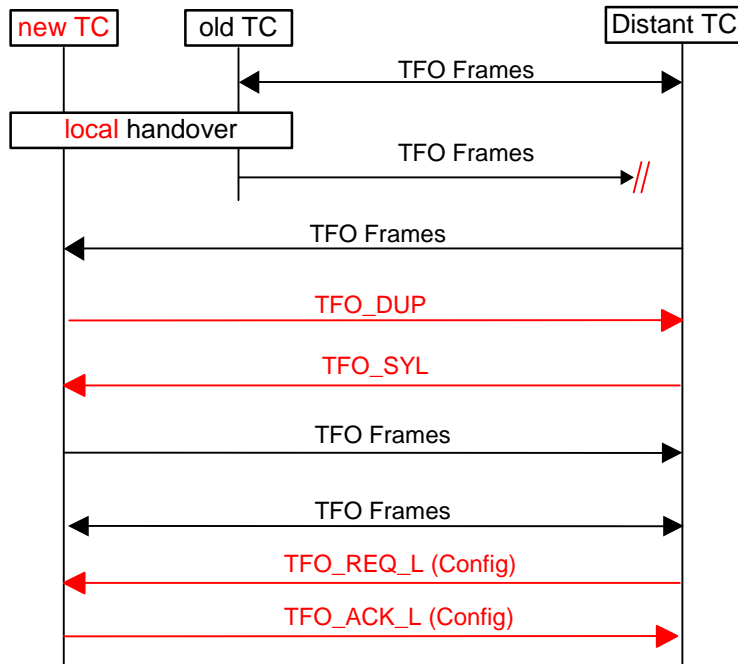 new TC
old TC
Distant TC
TFO Frames
local handover
TFO Frames
TFO Frames
TFO_DUP
TFO_SYL
TFO Frames
TFO Frames
TFO_REQ_L (Config)
TFO_ACK_L (Config)